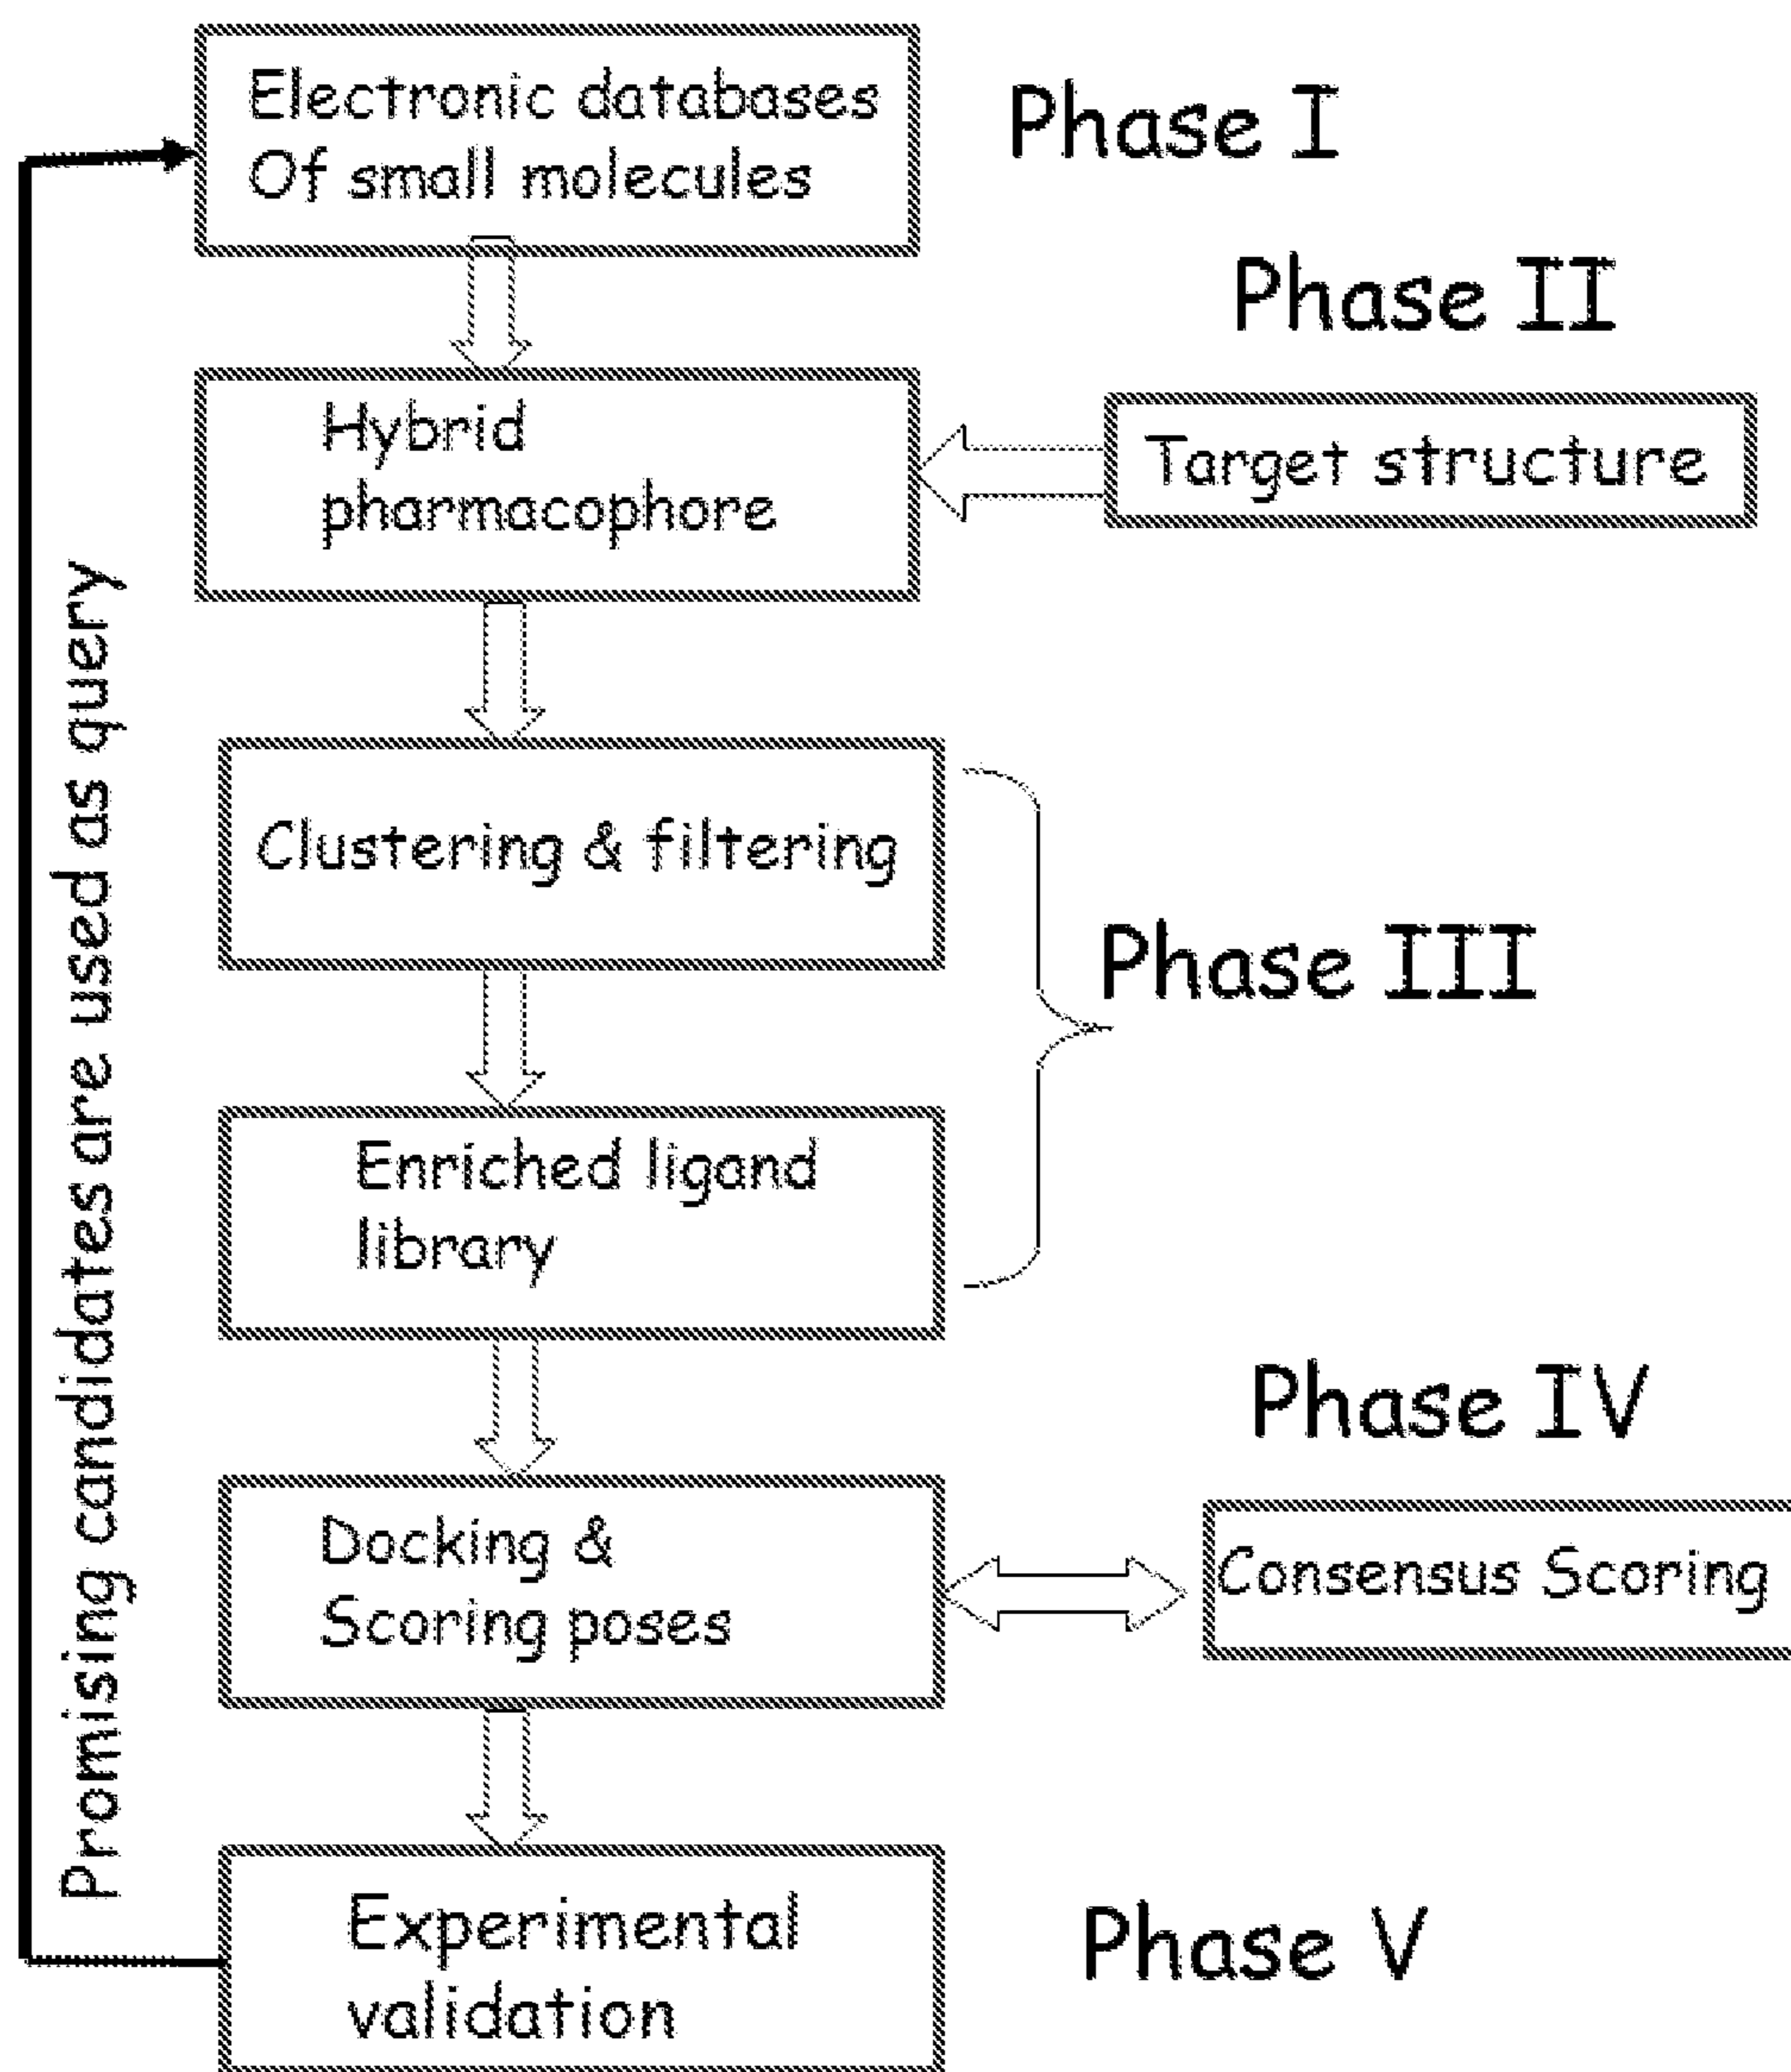 Electronic databases
Of small molecules
Phase I
Phase II
Hybrid
pharmacophore
Target structure
Clustering & filtering
Phase III
Enriched ligand
library
Phase IV
Docking &
Scoring poses
Consensus Scoring
Experimental
validation
Phase V
Promising candidates are used as query